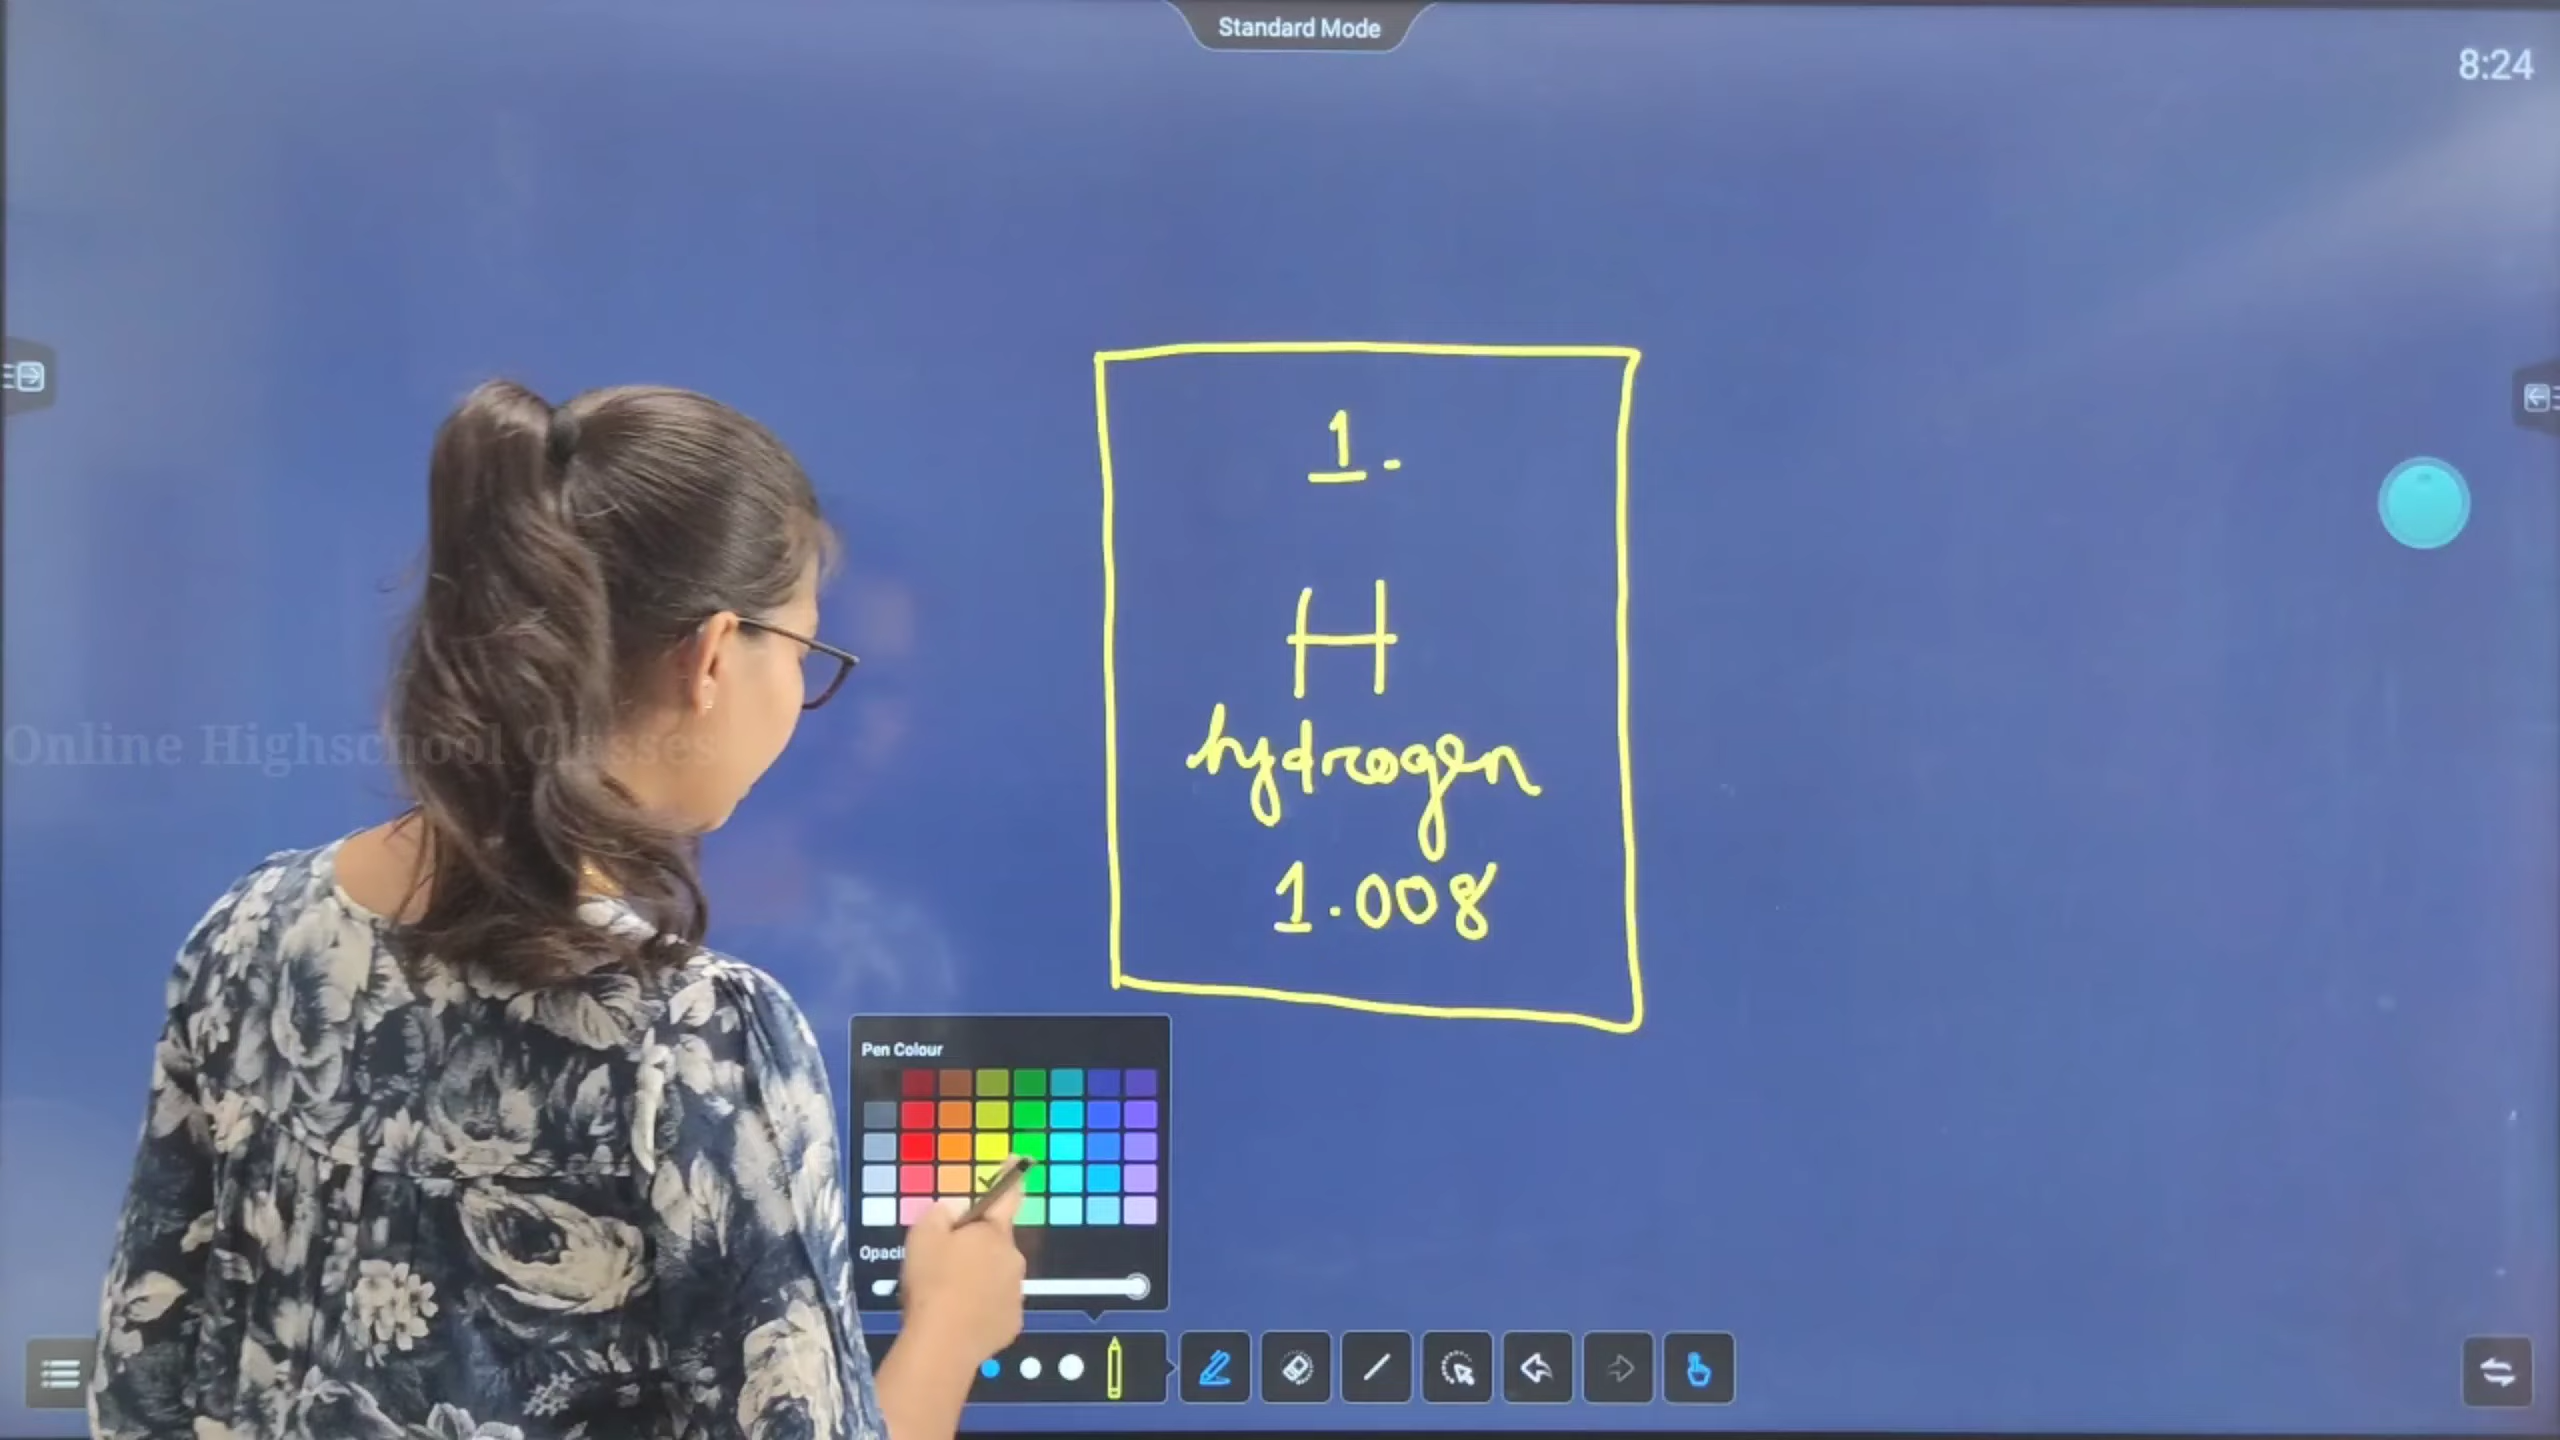 Standard Mode
8:24
1.
H
hydrogen
1.008
Online Highschool Classes
Pen Colour